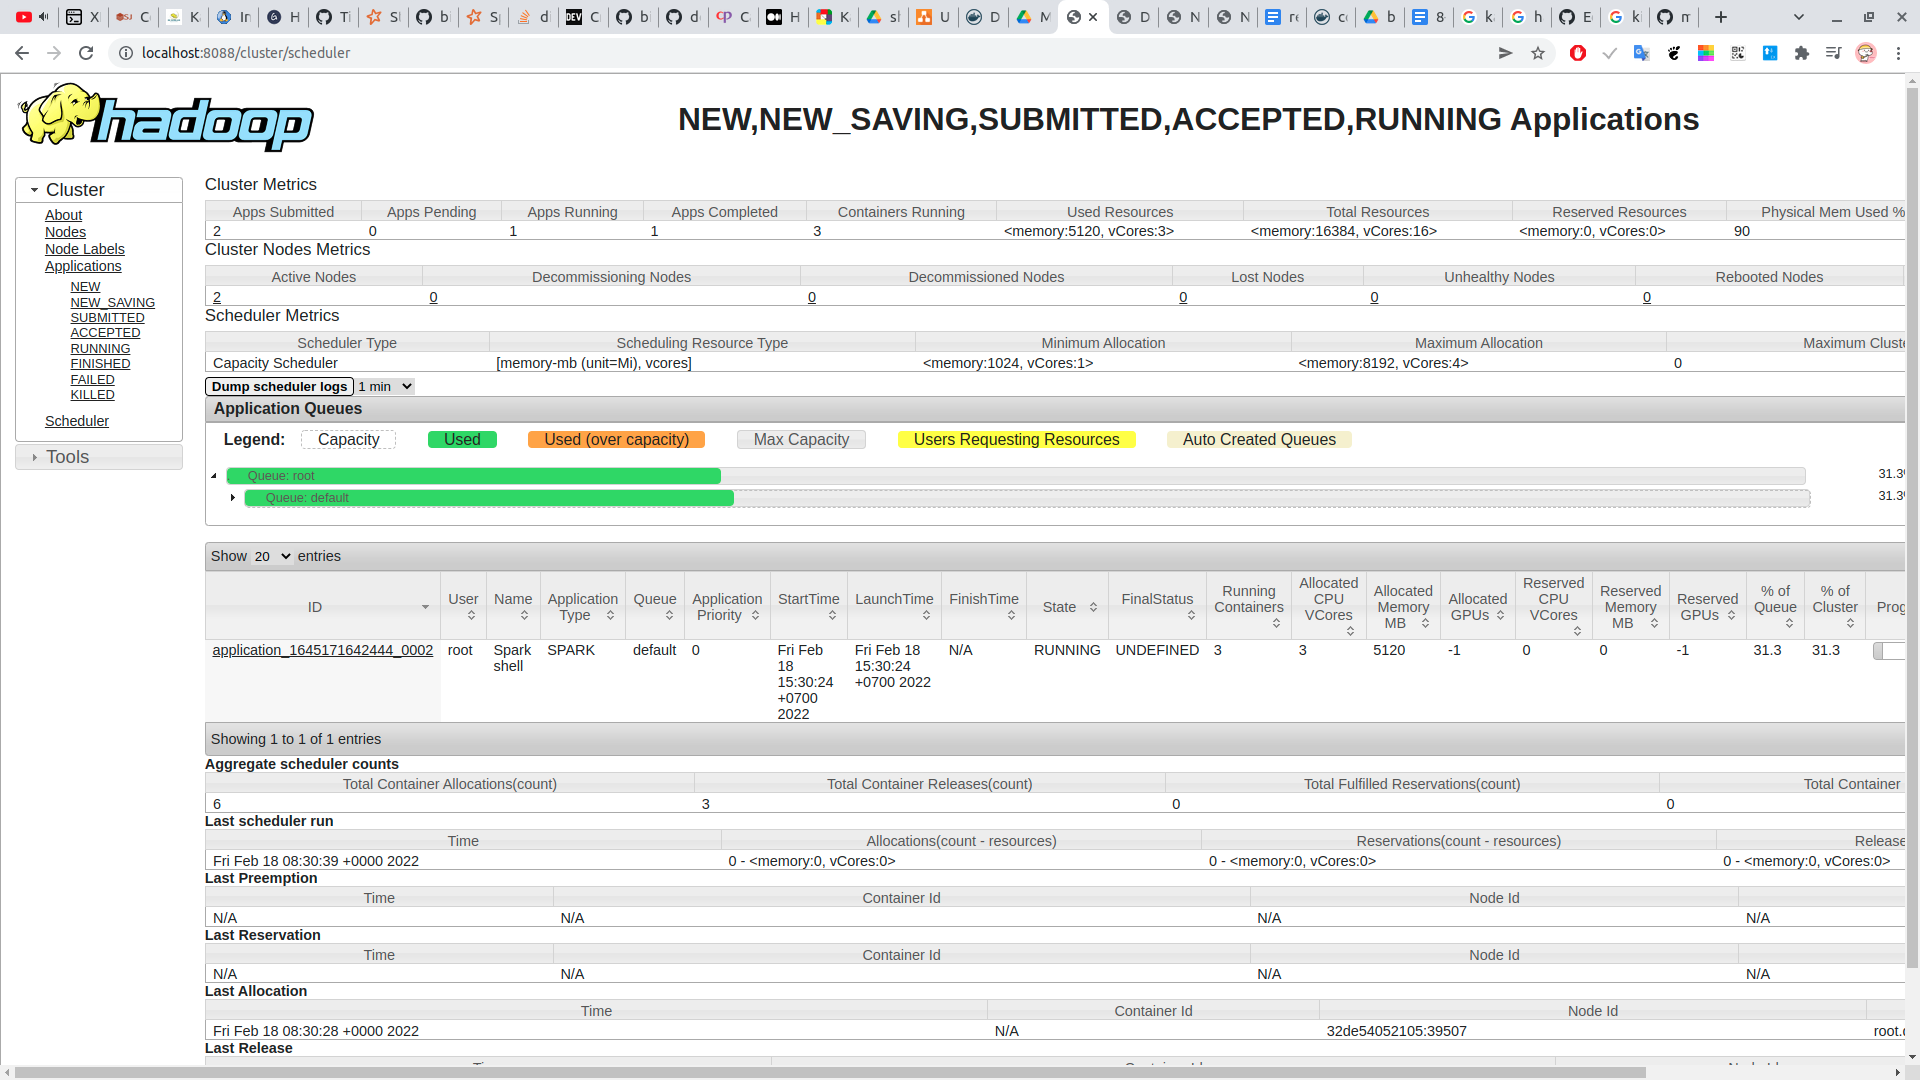 localhost:8088/cluster/scheduler
hadoop
NEW,NEW_SAVING,SUBMITTED,ACCEPTED,RUNNING Applications
Cluster
About
Nodes
Node Labels
Applications
NEW
NEW_SAVING
SUBMITTED
ACCEPTED
RUNNING
FINISHED
FAILED
KILLED
Scheduler
Tools
Cluster Metrics
Apps Submitted Apps Pending Apps Running Apps Completed Containers Running Used Resources Total Resources Reserved Resources Physical Mem Used %
2 0 1 1 3 <memory:5120, vCores:3> <memory:16384, vCores:16> <memory:0, vCores:0> 90
Cluster Nodes Metrics
Active Nodes Decommissioning Nodes Decommissioned Nodes Lost Nodes Unhealthy Nodes Rebooted Nodes
2 0 0 0 0 0
Scheduler Metrics
Scheduler Type Scheduling Resource Type Minimum Allocation Maximum Allocation Maximum
Capacity Scheduler [memory-mb (unit=Mi), vcores] <memory:1024, vCores:1> <memory:8192, vCores:4> 0
Dump scheduler logs 1 min
Application Queues
Legend: Capacity Used Used (over capacity) Max Capacity Users Requesting Resources Auto Created Queues
Queue: root 31.3
Queue: default 31.3
Show 20 entries
ID User Name Application Type Queue Application Priority StartTime LaunchTime FinishTime State FinalStatus Running Containers Allocated CPU VCores Allocated Memory MB Allocated GPUs Reserved CPU VCores Reserved Memory MB Reserved GPUs % of Queue % of Cluster Prog
application_1645171642444_0002 root Spark shell SPARK default 0 Fri Feb 18 15:30:24 +0700 2022 Fri Feb 18 15:30:24 +0700 2022 N/A RUNNING UNDEFINED 3 3 5120 -1 0 0 -1 31.3 31.3
Showing 1 to 1 of 1 entries
Aggregate scheduler counts
Total Container Allocations(count) Total Container Releases(count) Total Fulfilled Reservations(count) Total Container
6 3 0 0
Last scheduler run
Time Allocations(count - resources) Reservations(count - resources) Release
Fri Feb 18 08:30:39 +0000 2022 0 - <memory:0, vCores:0> 0 - <memory:0, vCores:0> 0 - <memory:0, vCores:0>
Last Preemption
Time Container Id Node Id
N/A N/A N/A N/A
Last Reservation
Time Container Id Node Id
N/A N/A N/A N/A
Last Allocation
Time Container Id Node Id
Fri Feb 18 08:30:28 +0000 2022 N/A 32de54052105:39507 root.
Last Release